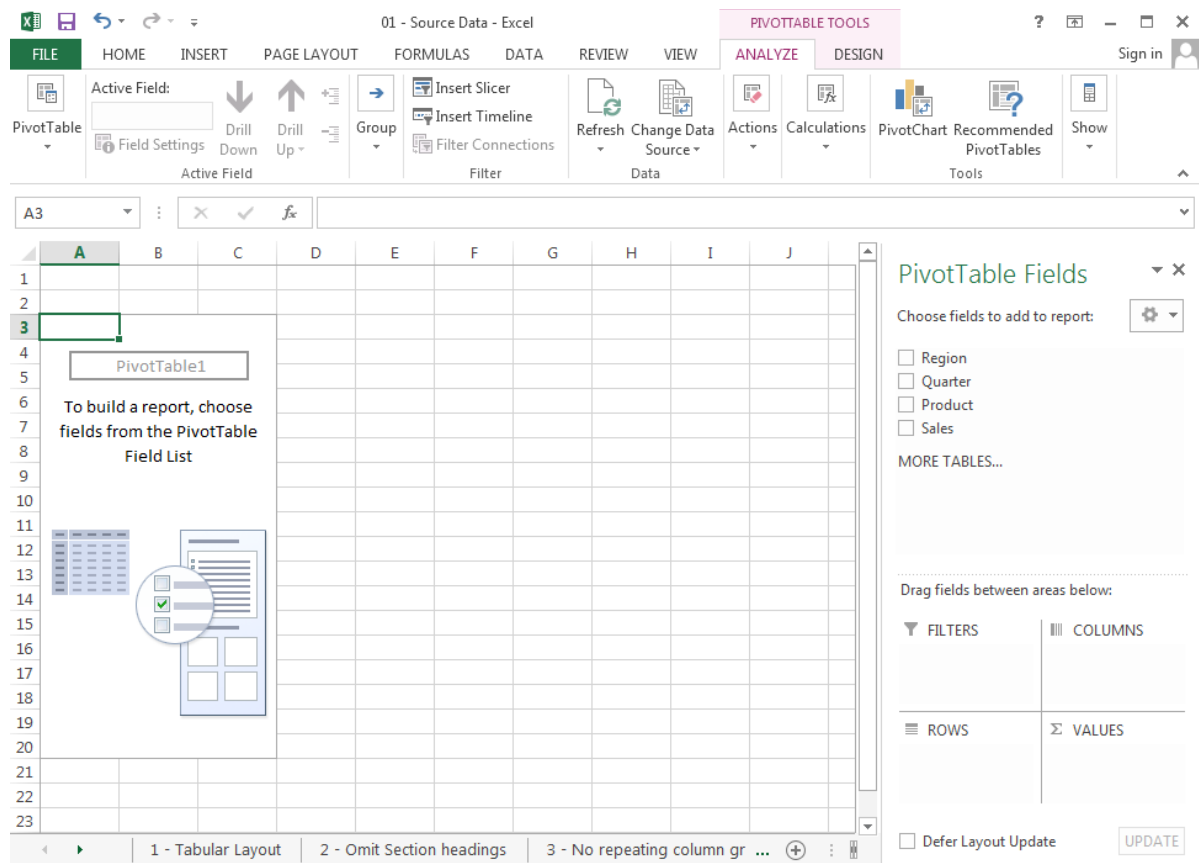 01 - Source Data - Excel
PIVOTTABLE TOOLS
?
FILE HOME INSERT PAGE LAYOUT FORMULAS DATA REVIEW VIEW ANALYZE DESIGN
Sign in
PivotTable
Active Field:
Field Settings
Drill Down
Drill Up
Active Field
Group
Insert Slicer
Insert Timeline
Filter Connections
Filter
Refresh
Change Data Source
Data
Actions
Calculations
PivotChart
Recommended PivotTables
Tools
Show
A3
fx
A B C D E F G H I J
1
2
3
4
5
6
7
8
9
10
11
12
13
14
15
16
17
18
19
20
21
22
23
PivotTable1
To build a report, choose
fields from the PivotTable
Field List
PivotTable Fields
Choose fields to add to report:
Region
Quarter
Product
Sales
MORE TABLES...
Drag fields between areas below:
FILTERS
COLUMNS
ROWS
Σ VALUES
Defer Layout Update
UPDATE
1 - Tabular Layout
2 - Omit Section headings
3 - No repeating column gr ...